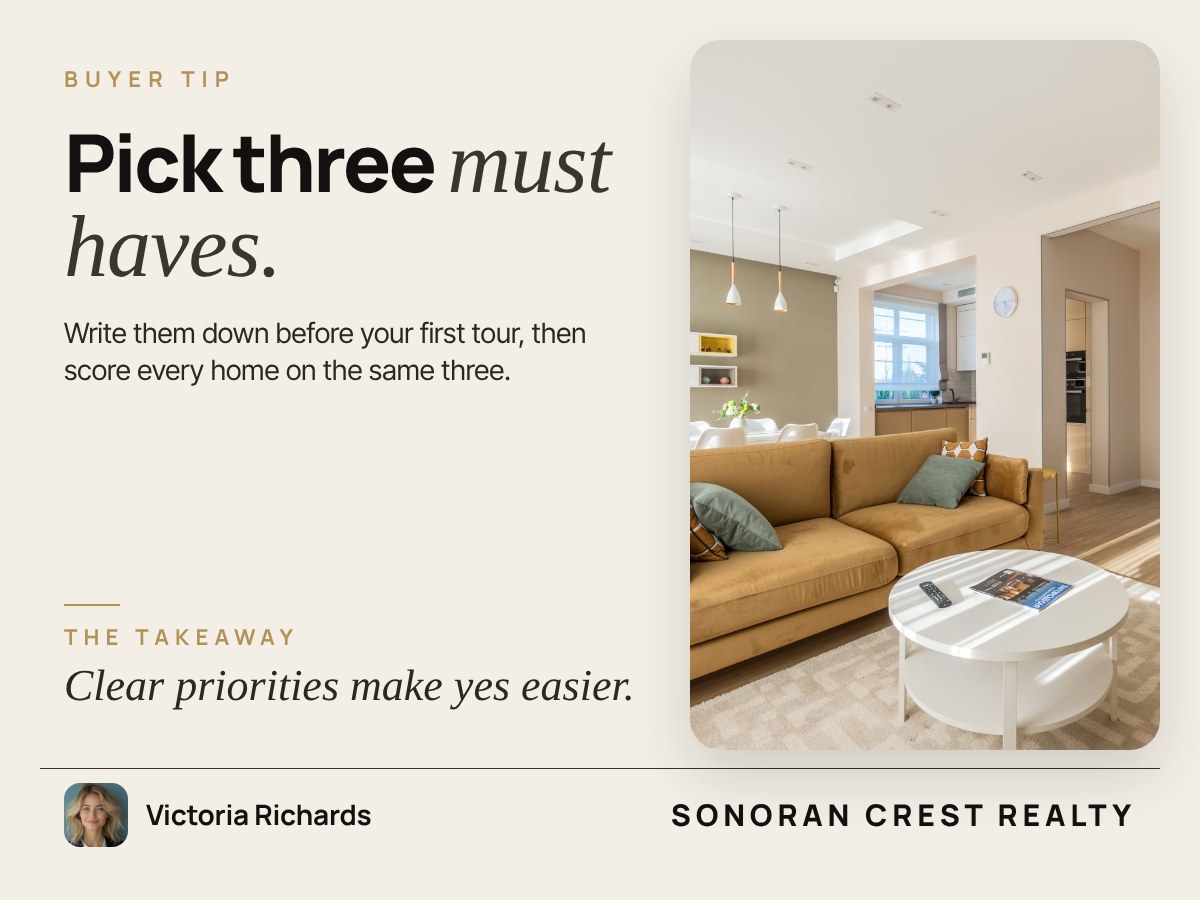 BUYER TIP
Pick three must
haves.
Write them down before your first tour, then
score every home on the same three.
THE TAKEAWAY
Clear priorities make yes easier.
Victoria Richards
SONORAN CREST REALTY